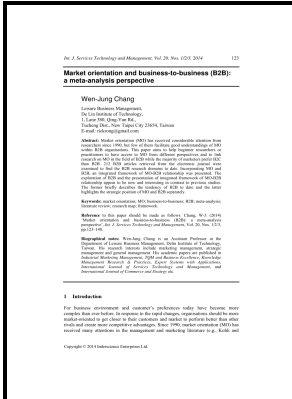 Int. J. Services Technology and Management, Vol. 20, Nos. 1/2/3, 2014 123
Market orientation and business-to-business (B2B):
a meta-analysis perspective
Wen-Jung Chang
Leisure Business Management,
De Lin Institute of Technology,
1, Lane 380, Qing-Yun Rd.,
Tucheng Dist., New Taipei City 23654, Taiwan
Abstract: Market orientation (MO) has received considerable attention from
researchers since 1990, but few of them facilitate good understandings of MO
within B2B organisations. This paper aims to help beginner researchers or
practitioners to have access to MO from different perspectives and to link
research on MO in the field of B2B while the majority of marketers prefer B2C
than B2B. 212 B2B articles retrieved from the electronic journal were
examined to find the B2B research domains to date. Incorporating MO and
B2B, an integrated framework of MO-B2B relationship was presented. The
exploration of B2B and the presentation of integrated framework of MO-B2B
relationship appear to be new and interesting in contrast to previous studies.
The former briefly describes the tendency of B2B to date and the latter
highlights the strategic position of MO and B2B separately.
Keywords: market orientation; MO; business-to-business; B2B; meta-analysis;
literature review; research map; framework.
Reference to this paper should be made as follows: Chang, W-J. (2014)
'Market orientation and business-to-business (B2B): a meta-analysis
perspective', Int. J. Services Technology and Management, Vol. 20, Nos. 1/2/3,
Biographical notes: Wen-Jung Chang is an Assistant Professor in the
Department of Leisure Business Management, Delin Institute of Technology,
Taiwan. His research interests include marketing management, strategic
management and general management. His academic papers are published in
Industrial Marketing Management, TQM and Business Excellence, Knowledge
Management Research & Practices, Expert Systems with Applications,
International Journal of Services Technology and Management, and
International Journal of Commerce and Strategy etc.
1 Introduction
For business environment and customer's preferences today have become more
complex than ever before. In response to the rapid changes, organisations should be more
market-oriented to get closer to their customers and market to perform better than other
rivals and create more competitive advantages. Since 1990, market orientation (MO) has
received many attentions in the management and marketing literature (e.g., Kohli and
Copyright © 2014 Inderscience Enterprises Ltd.